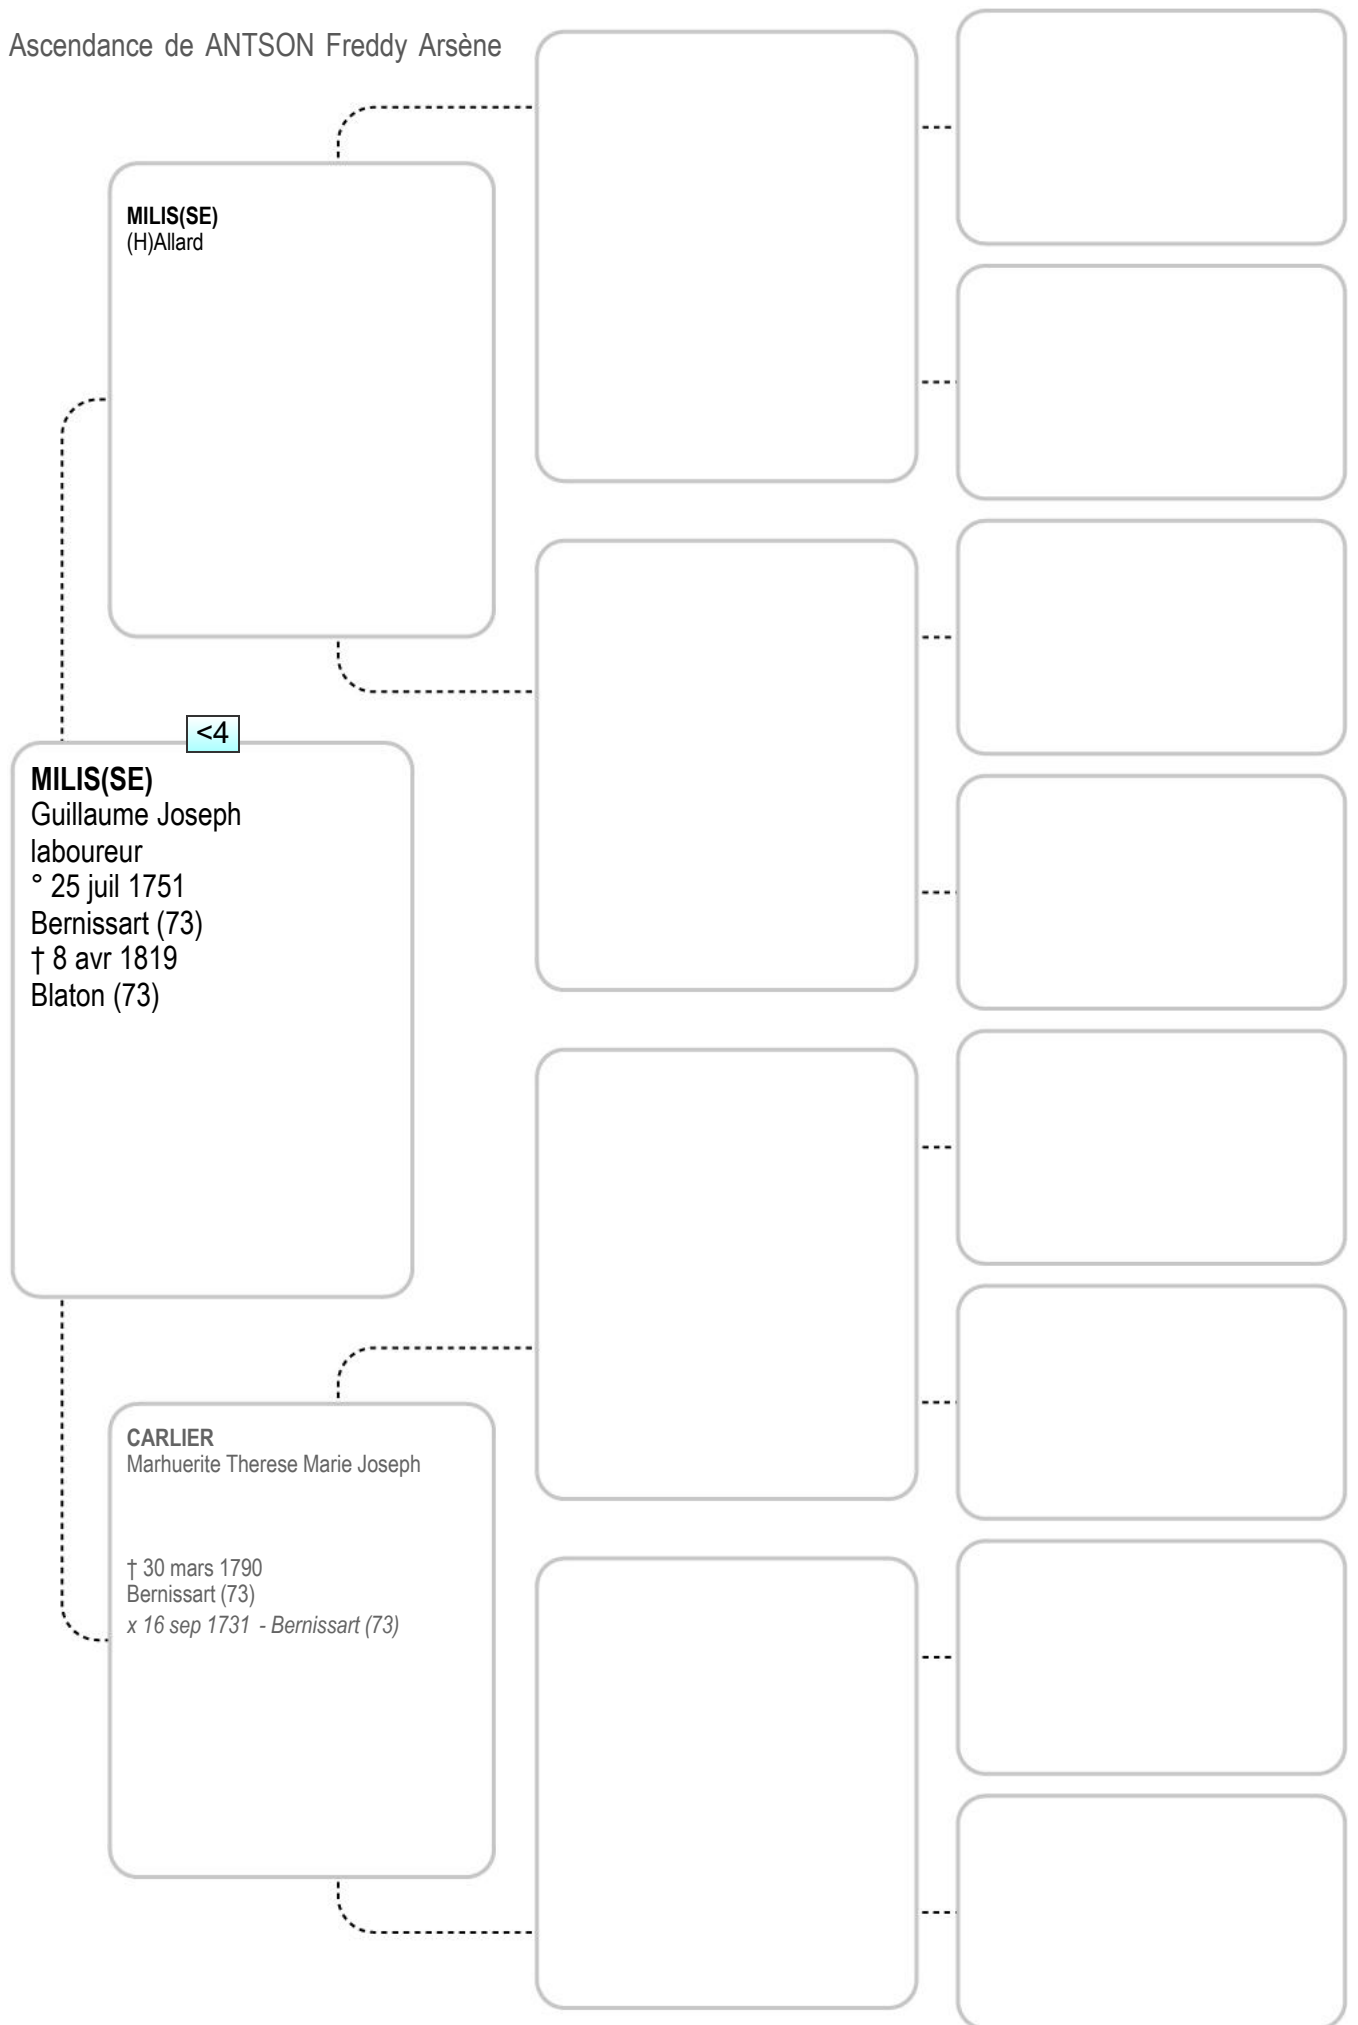 Ascendance de ANTSON Freddy Arsène
MILIS(SE)
(H)Allard
<4
MILIS(SE)
Guillaume Joseph
laboureur
° 25 juil 1751
Bernissart (73)
† 8 avr 1819
Blaton (73)
CARLIER
Marhuerite Therese Marie Joseph
† 30 mars 1790
Bernissart (73)
x 16 sep 1731 - Bernissart (73)